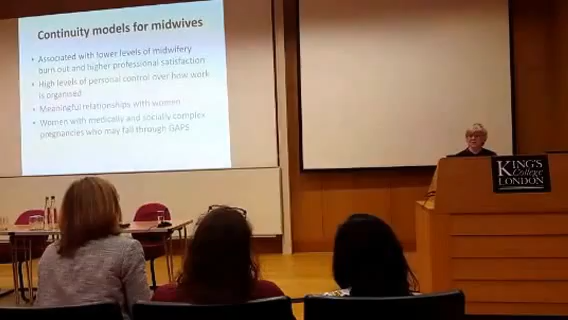 Continuity models for midwives
• Associated with lower levels of midwifery
burn out and higher professional satisfaction
• High levels of personal control over how work
is organised
• Meaningful relationships with women
• Women with medically and socially complex
pregnancies who may fall through GAPS
KING'S
College
LONDON